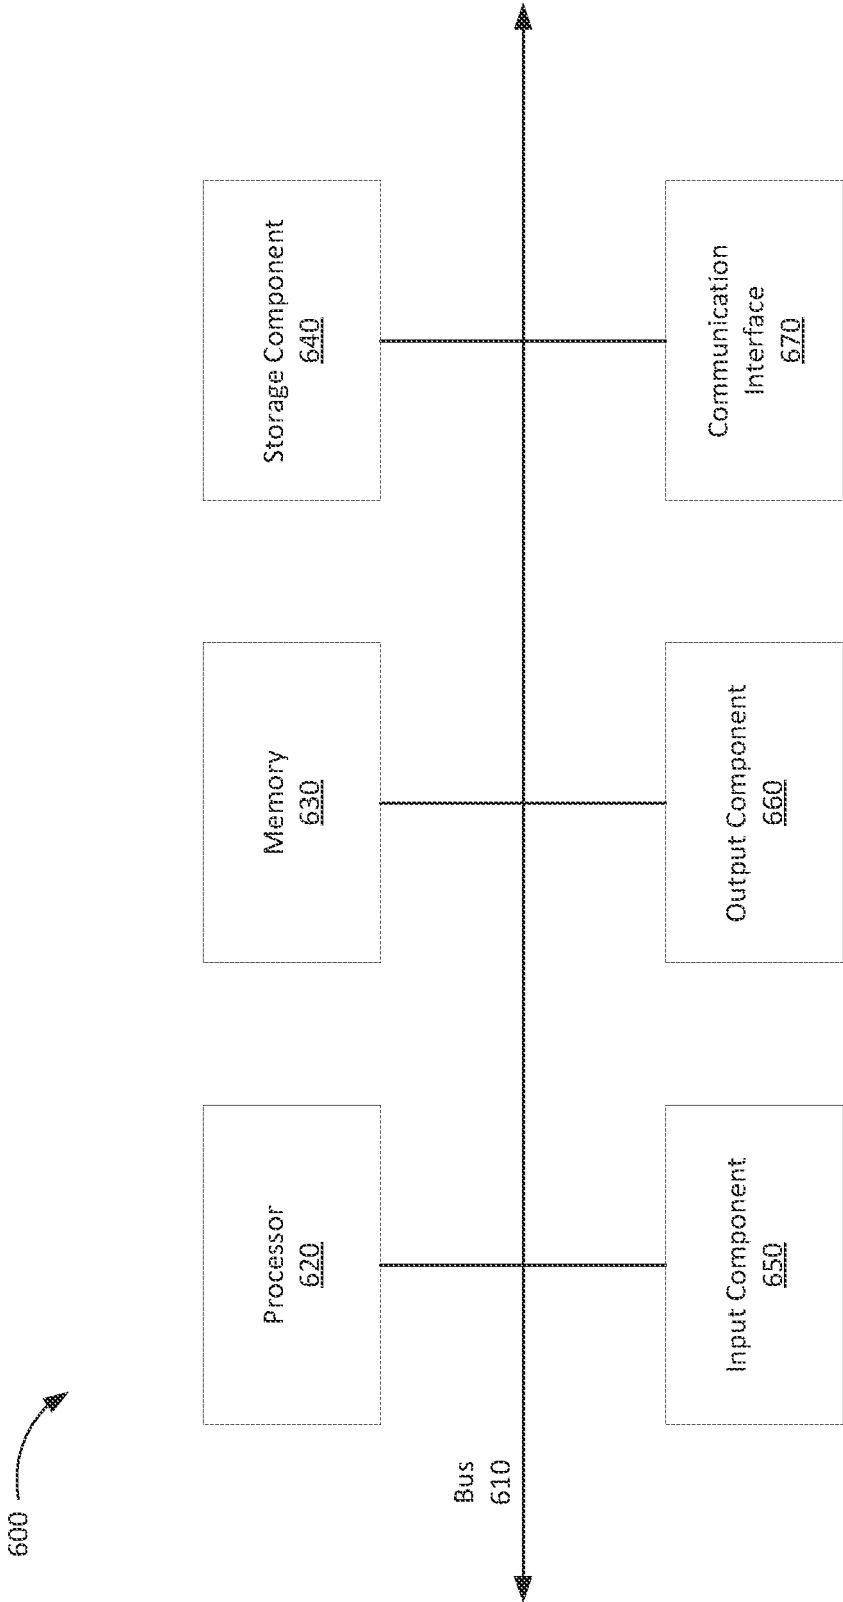 600
Processor
620
Memory
630
Storage Component
640
Bus
610
Input Component
650
Output Component
660
Communication
Interface
670